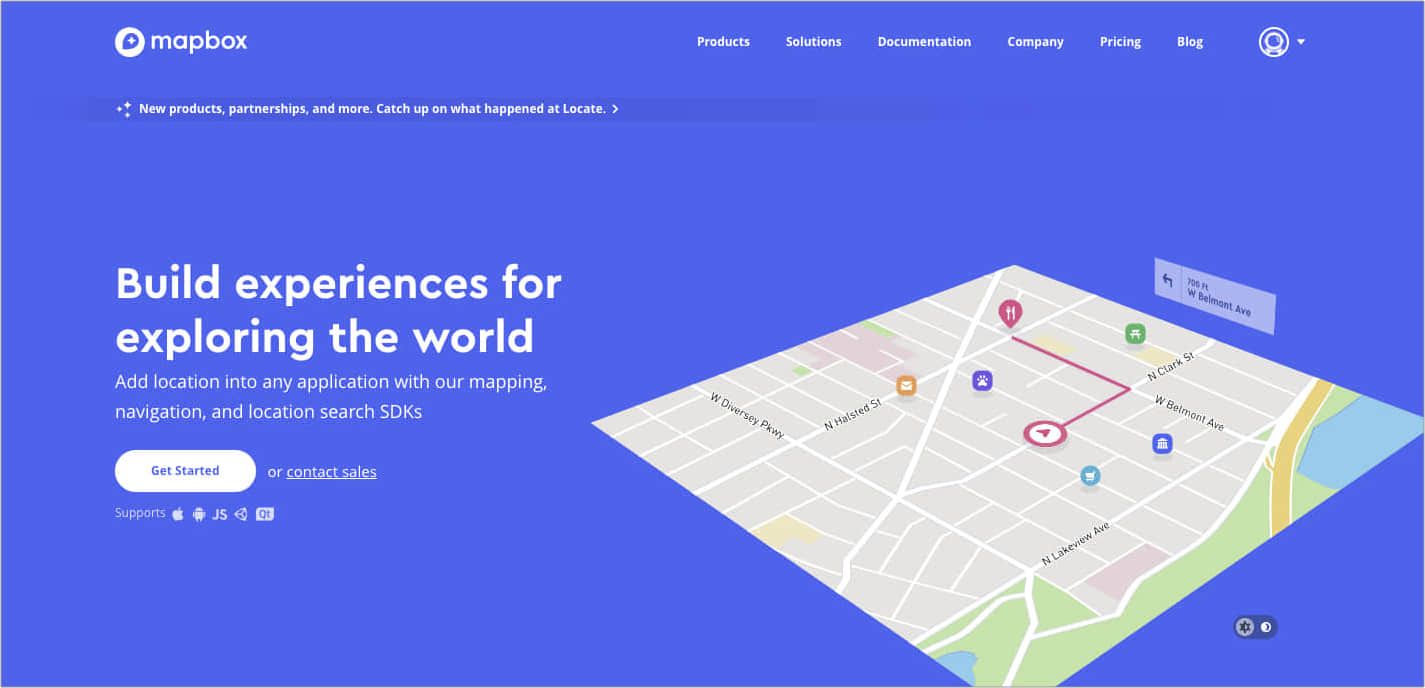 mapbox
Products Solutions Documentation Company Pricing Blog
New products, partnerships, and more. Catch up on what happened at Locate.
Build experiences for
exploring the world
Add location into any application with our mapping,
navigation, and location search SDKs
Get Started or contact sales
Supports JS Qt
700 Ft
W Belmont Ave
N Clark St
W Belmont Ave
W Diversey Pkwy
N Halsted St
N Lakeview Ave